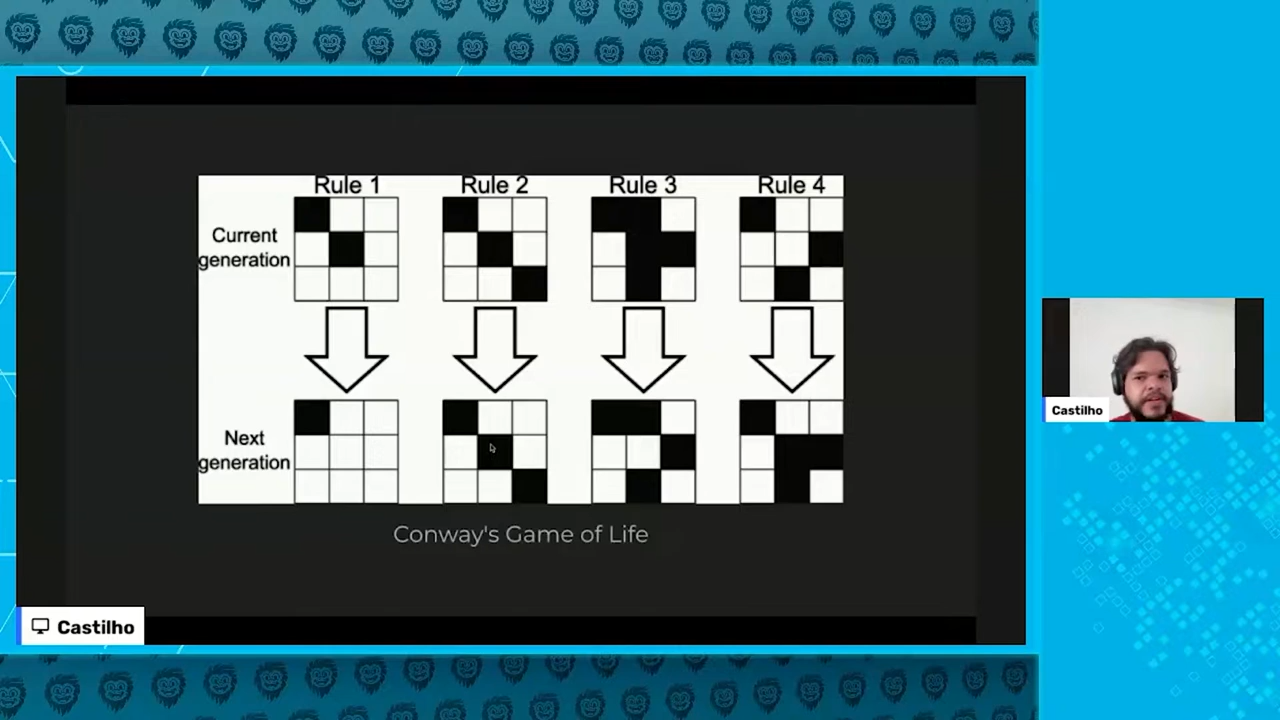 Rule 1
Rule 2
Rule 3
Rule 4
Current
generation
Next
generation
Conway's Game of Life
Castilho
Castilho